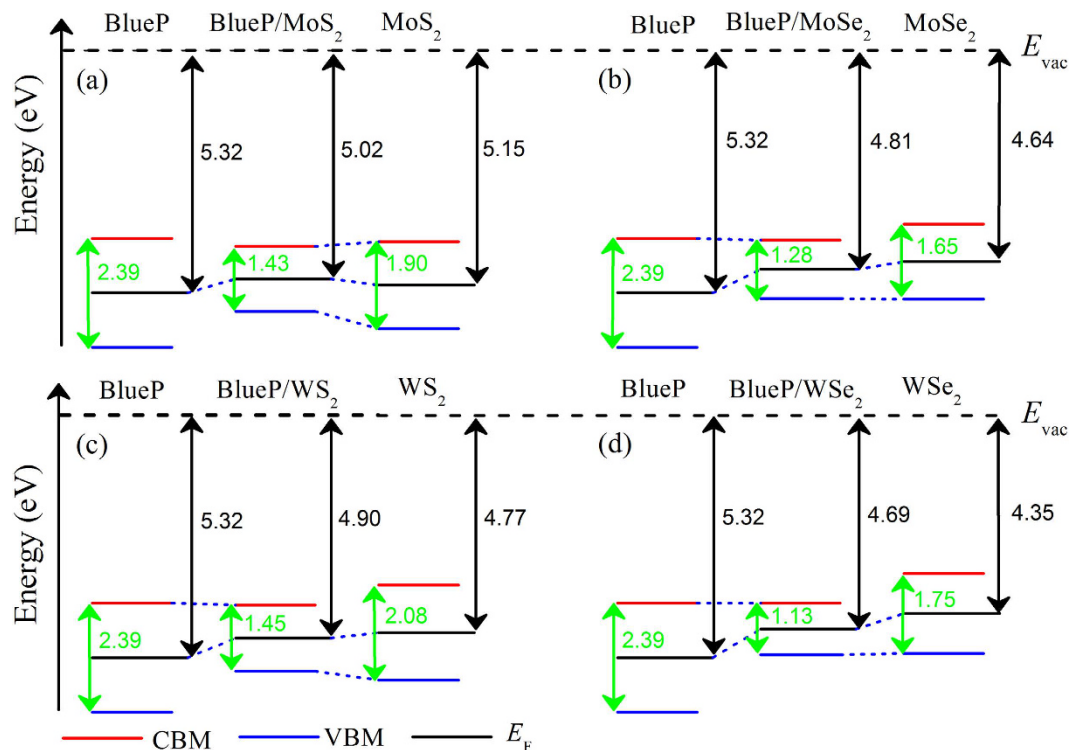 BlueP BlueP/MoS₂ MoS₂ BlueP BlueP/MoSe₂ MoSe₂
E_vac
(a) (b)
Energy (eV)
5.32 5.02 5.15 5.32 4.81 4.64
2.39 1.43 1.90 2.39 1.28 1.65
BlueP BlueP/WS₂ WS₂ BlueP BlueP/WSe₂ WSe₂
E_vac
(c) (d)
Energy (eV)
5.32 4.90 4.77 5.32 4.69 4.35
2.39 1.45 2.08 2.39 1.13 1.75
CBM VBM E_F